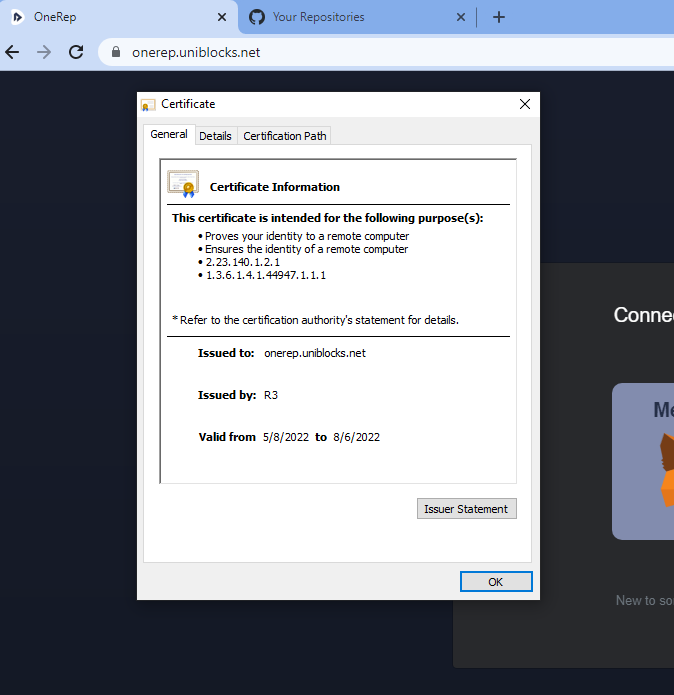 OneRep
Your Repositories
onerep.uniblocks.net
Certificate
General
Details
Certification Path
Certificate Information
This certificate is intended for the following purpose(s):
• Proves your identity to a remote computer
• Ensures the identity of a remote computer
• 2.23.140.1.2.1
• 1.3.6.1.4.1.44947.1.1.1
* Refer to the certification authority's statement for details.
Issued to: onerep.uniblocks.net
Issued by: R3
Valid from 5/8/2022 to 8/6/2022
Issuer Statement
OK
New to